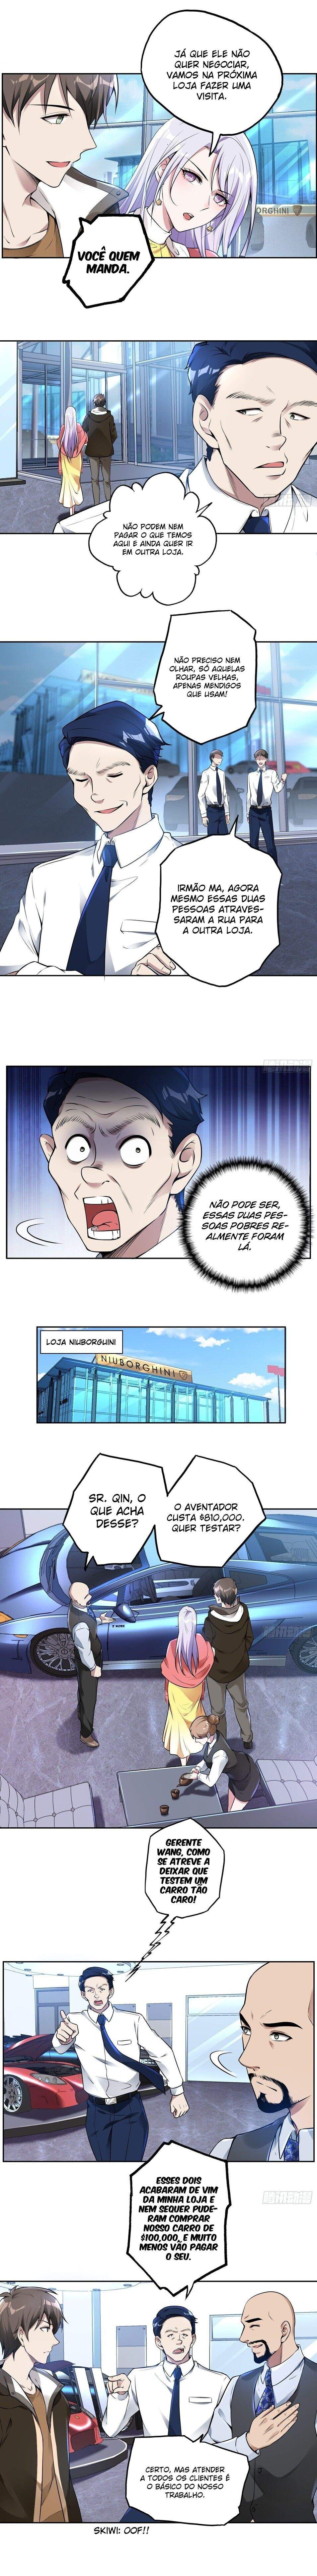 JÁ QUE ELE NÃO
QUER NEGOCIAR,
VAMOS NA PRÓXIMA
LOJA FAZER UMA
VISITA.
BORGHINI
VOCÊ QUEM
MANDA.
NÃO PODEM NEM
PAGAR O QUE TEMOS
AQUI E AINDA QUER IR
EM OUTRA LOJA.
NÃO PRECISO NEM
OLHAR, SÓ AQUELAS
ROUPAS VELHAS,
APENAS MENDIGOS
QUE USAM!
IRMÃO MA, AGORA
MESMO ESSAS DUAS
PESSOAS ATRAVES-
SARAM A RUA PARA
A OUTRA LOJA.
NÃO PODE SER,
ESSAS DUAS PES-
SOAS POBRES RE-
ALMENTE FORAM
LÁ.
LOJA NIUBORGUINI
NIUBORGHINI
SR. QIN, O
QUE ACHA
DESSE?
O AVENTADOR
CUSTA $810,000.
QUER TESTAR?
GERENTE
WANG, COMO
SE ATREVE A
DEIXAR QUE
TESTEM UM
CARRO TÃO
CARO!
ESSES DOIS
ACABARAM DE VIM
DA MINHA LOJA E
NEM SEQUER PUDE-
RAM COMPRAR
NOSSO CARRO DE
$100,000, E MUITO
MENOS VÃO PAGAR
O SEU.
CERTO, MAS ATENDER
A TODOS OS CLIENTES É
O BÁSICO DO NOSSO
TRABALHO.
SKIWI: OOF!!